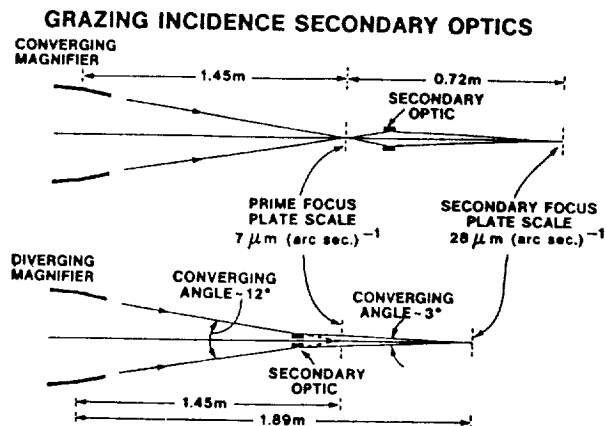 GRAZING INCIDENCE SECONDARY OPTICS
CONVERGING
MAGNIFIER
1.45m
0.72m
SECONDARY
OPTIC
PRIME FOCUS
PLATE SCALE
7 μm (arc sec.)⁻¹
SECONDARY FOCUS
PLATE SCALE
28 μm (arc sec.)⁻¹
DIVERGING
MAGNIFIER
CONVERGING
ANGLE~12°
CONVERGING
ANGLE~3°
SECONDARY
OPTIC
1.45m
1.89m